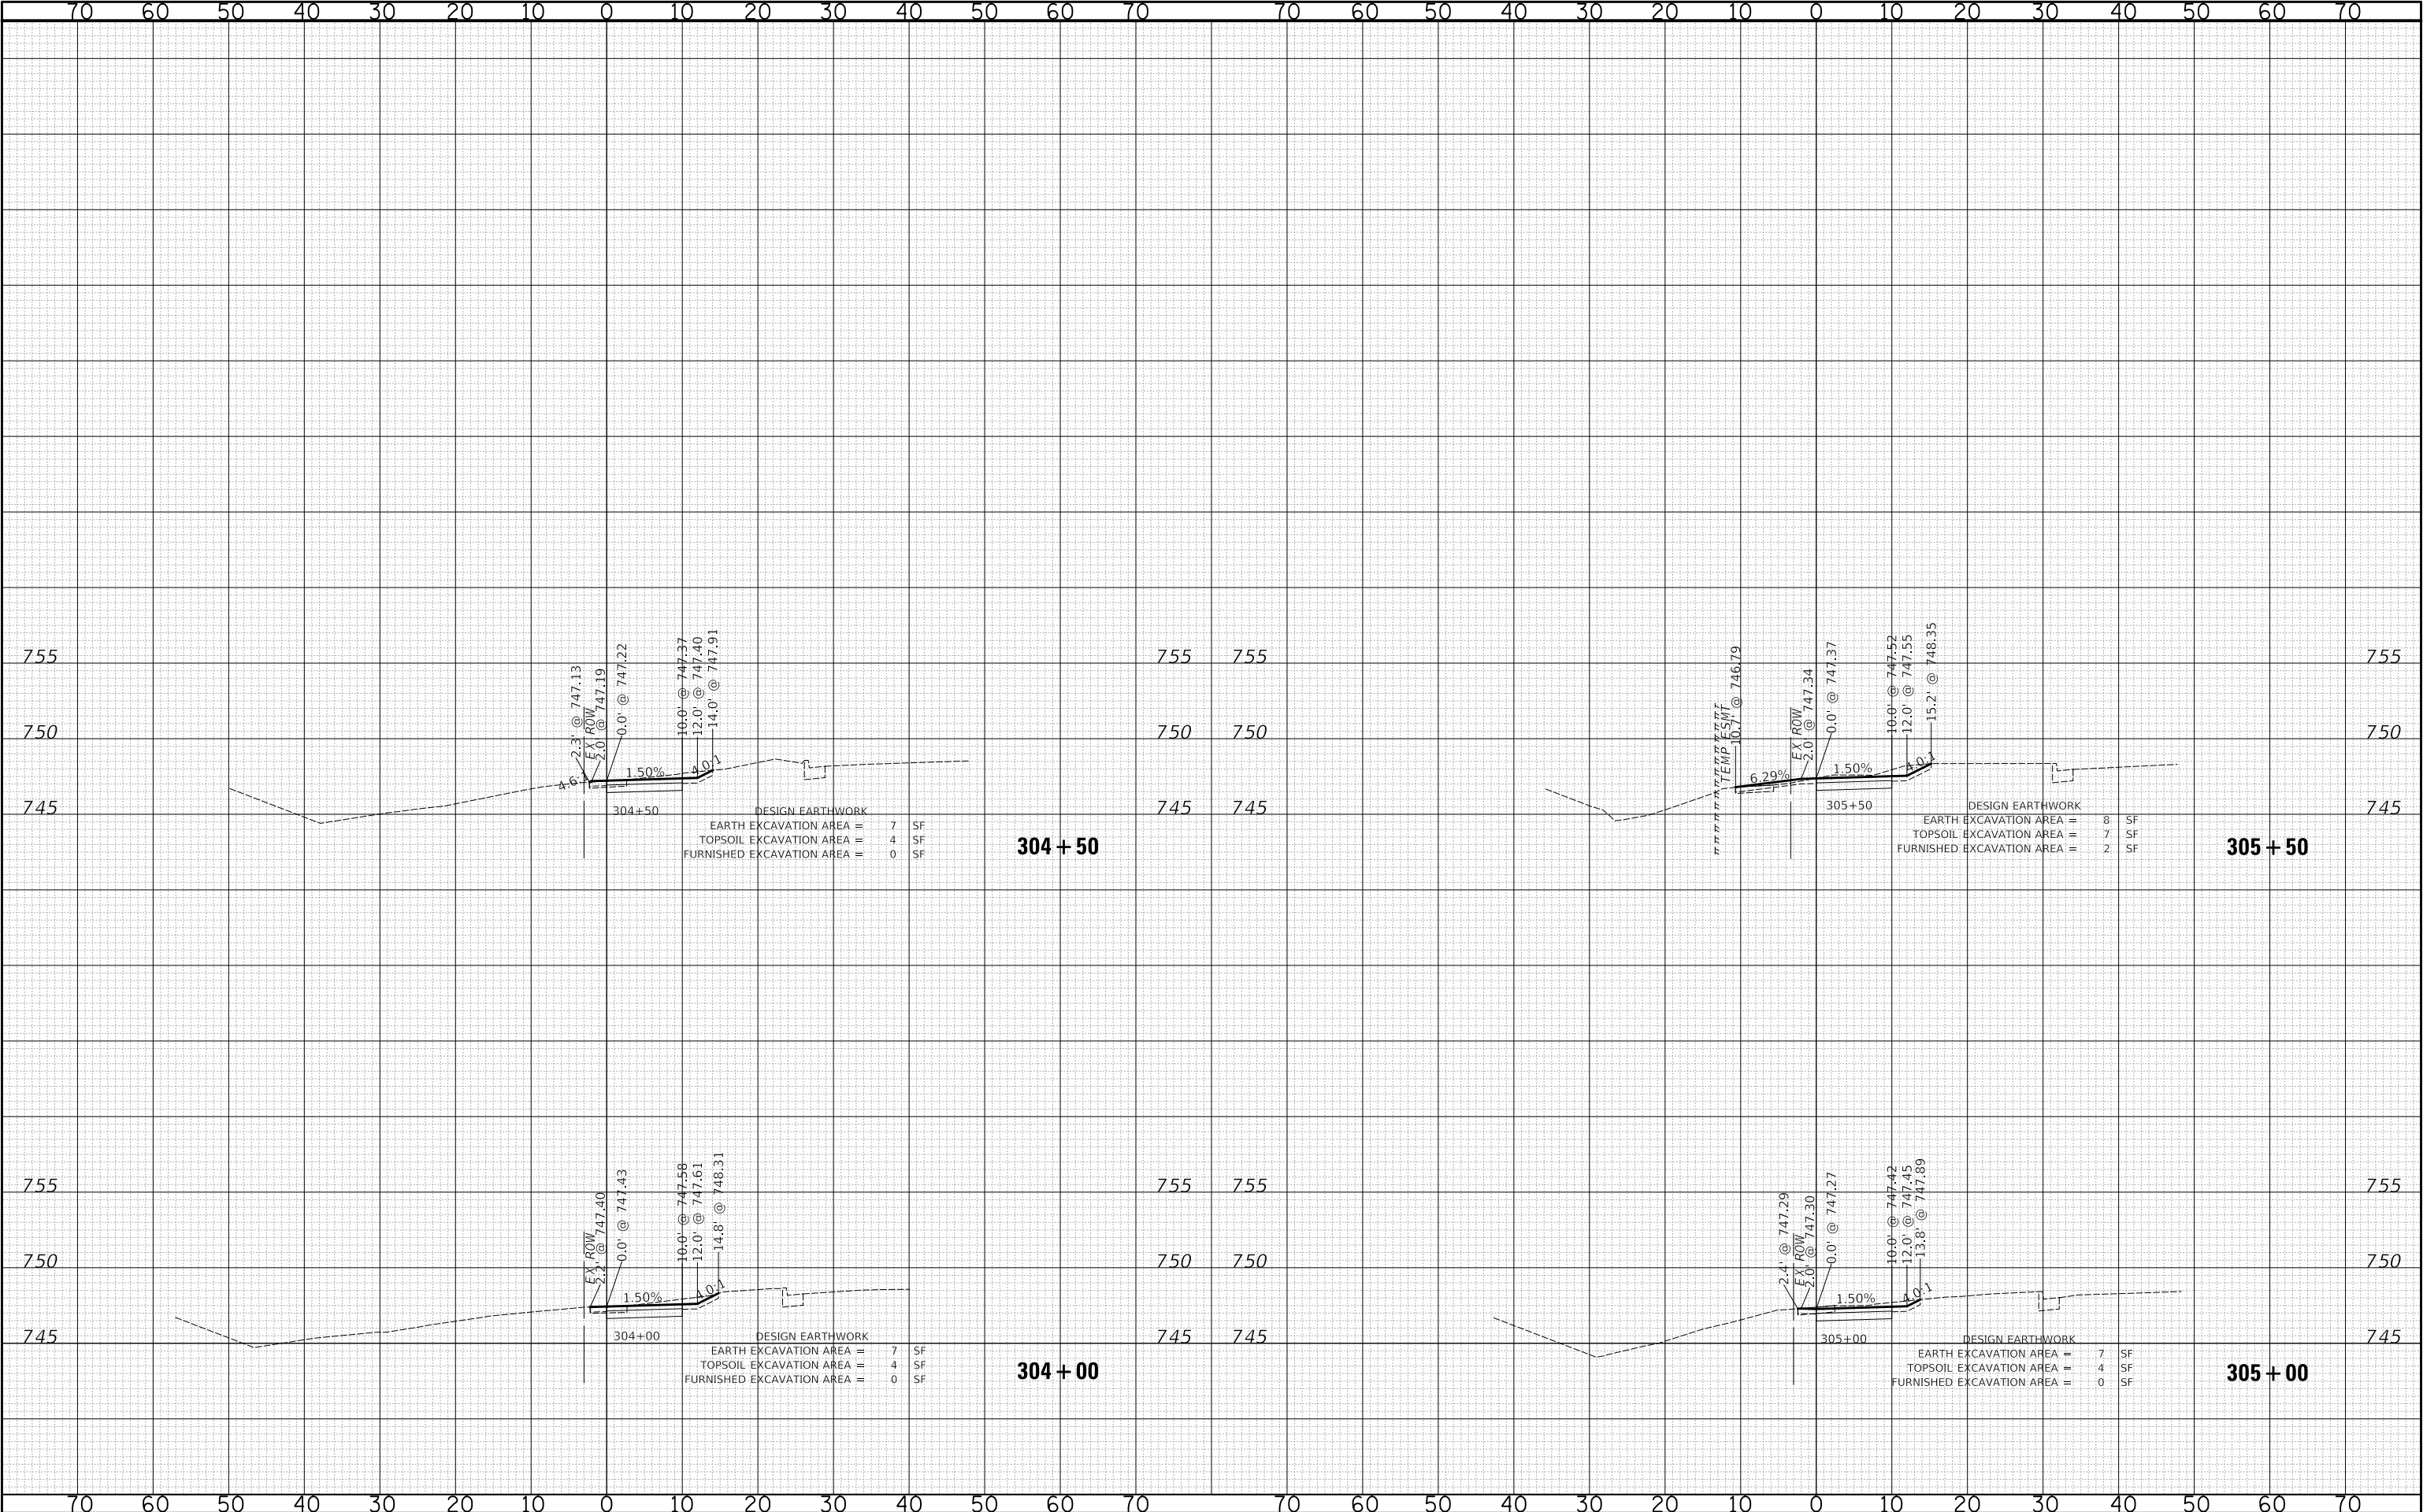 70 60 50 40 30 20 10 0 10 20 30 40 50 60 70 70 60 50 40 30 20 10 0 10 20 30 40 50 60 70
755 755 755 755
750 750 750 750
745 745 745 745
2.3' @ 747.13
EX ROW
2.0' @ 747.19
0.0' @ 747.22
10.0' @ 747.37
12.0' @ 747.40
14.0' @ 747.91
4.6:1
1.50%
4.0:1
304+50
DESIGN EARTHWORK
EARTH EXCAVATION AREA = 7 SF
TOPSOIL EXCAVATION AREA = 4 SF
FURNISHED EXCAVATION AREA = 0 SF
304+50
TEMP ESMT
10.7' @ 746.79
EX ROW
2.0' @ 747.34
0.0' @ 747.37
10.0' @ 747.52
12.0' @ 747.55
15.2' @ 748.35
6.29%
1.50%
4.0:1
305+50
DESIGN EARTHWORK
EARTH EXCAVATION AREA = 8 SF
TOPSOIL EXCAVATION AREA = 7 SF
FURNISHED EXCAVATION AREA = 2 SF
305+50
755 755 755 755
750 750 750 750
745 745 745 745
EX ROW
2.2' @ 747.40
0.0' @ 747.43
10.0' @ 747.58
12.0' @ 747.61
14.8' @ 748.31
1.50%
4.0:1
304+00
DESIGN EARTHWORK
EARTH EXCAVATION AREA = 7 SF
TOPSOIL EXCAVATION AREA = 4 SF
FURNISHED EXCAVATION AREA = 0 SF
304+00
2.4' @ 747.29
EX ROW
2.0' @ 747.30
0.0' @ 747.27
10.0' @ 747.42
12.0' @ 747.45
13.8' @ 747.89
1.50%
4.0:1
305+00
DESIGN EARTHWORK
EARTH EXCAVATION AREA = 7 SF
TOPSOIL EXCAVATION AREA = 4 SF
FURNISHED EXCAVATION AREA = 0 SF
305+00
70 60 50 40 30 20 10 0 10 20 30 40 50 60 70 70 60 50 40 30 20 10 0 10 20 30 40 50 60 70